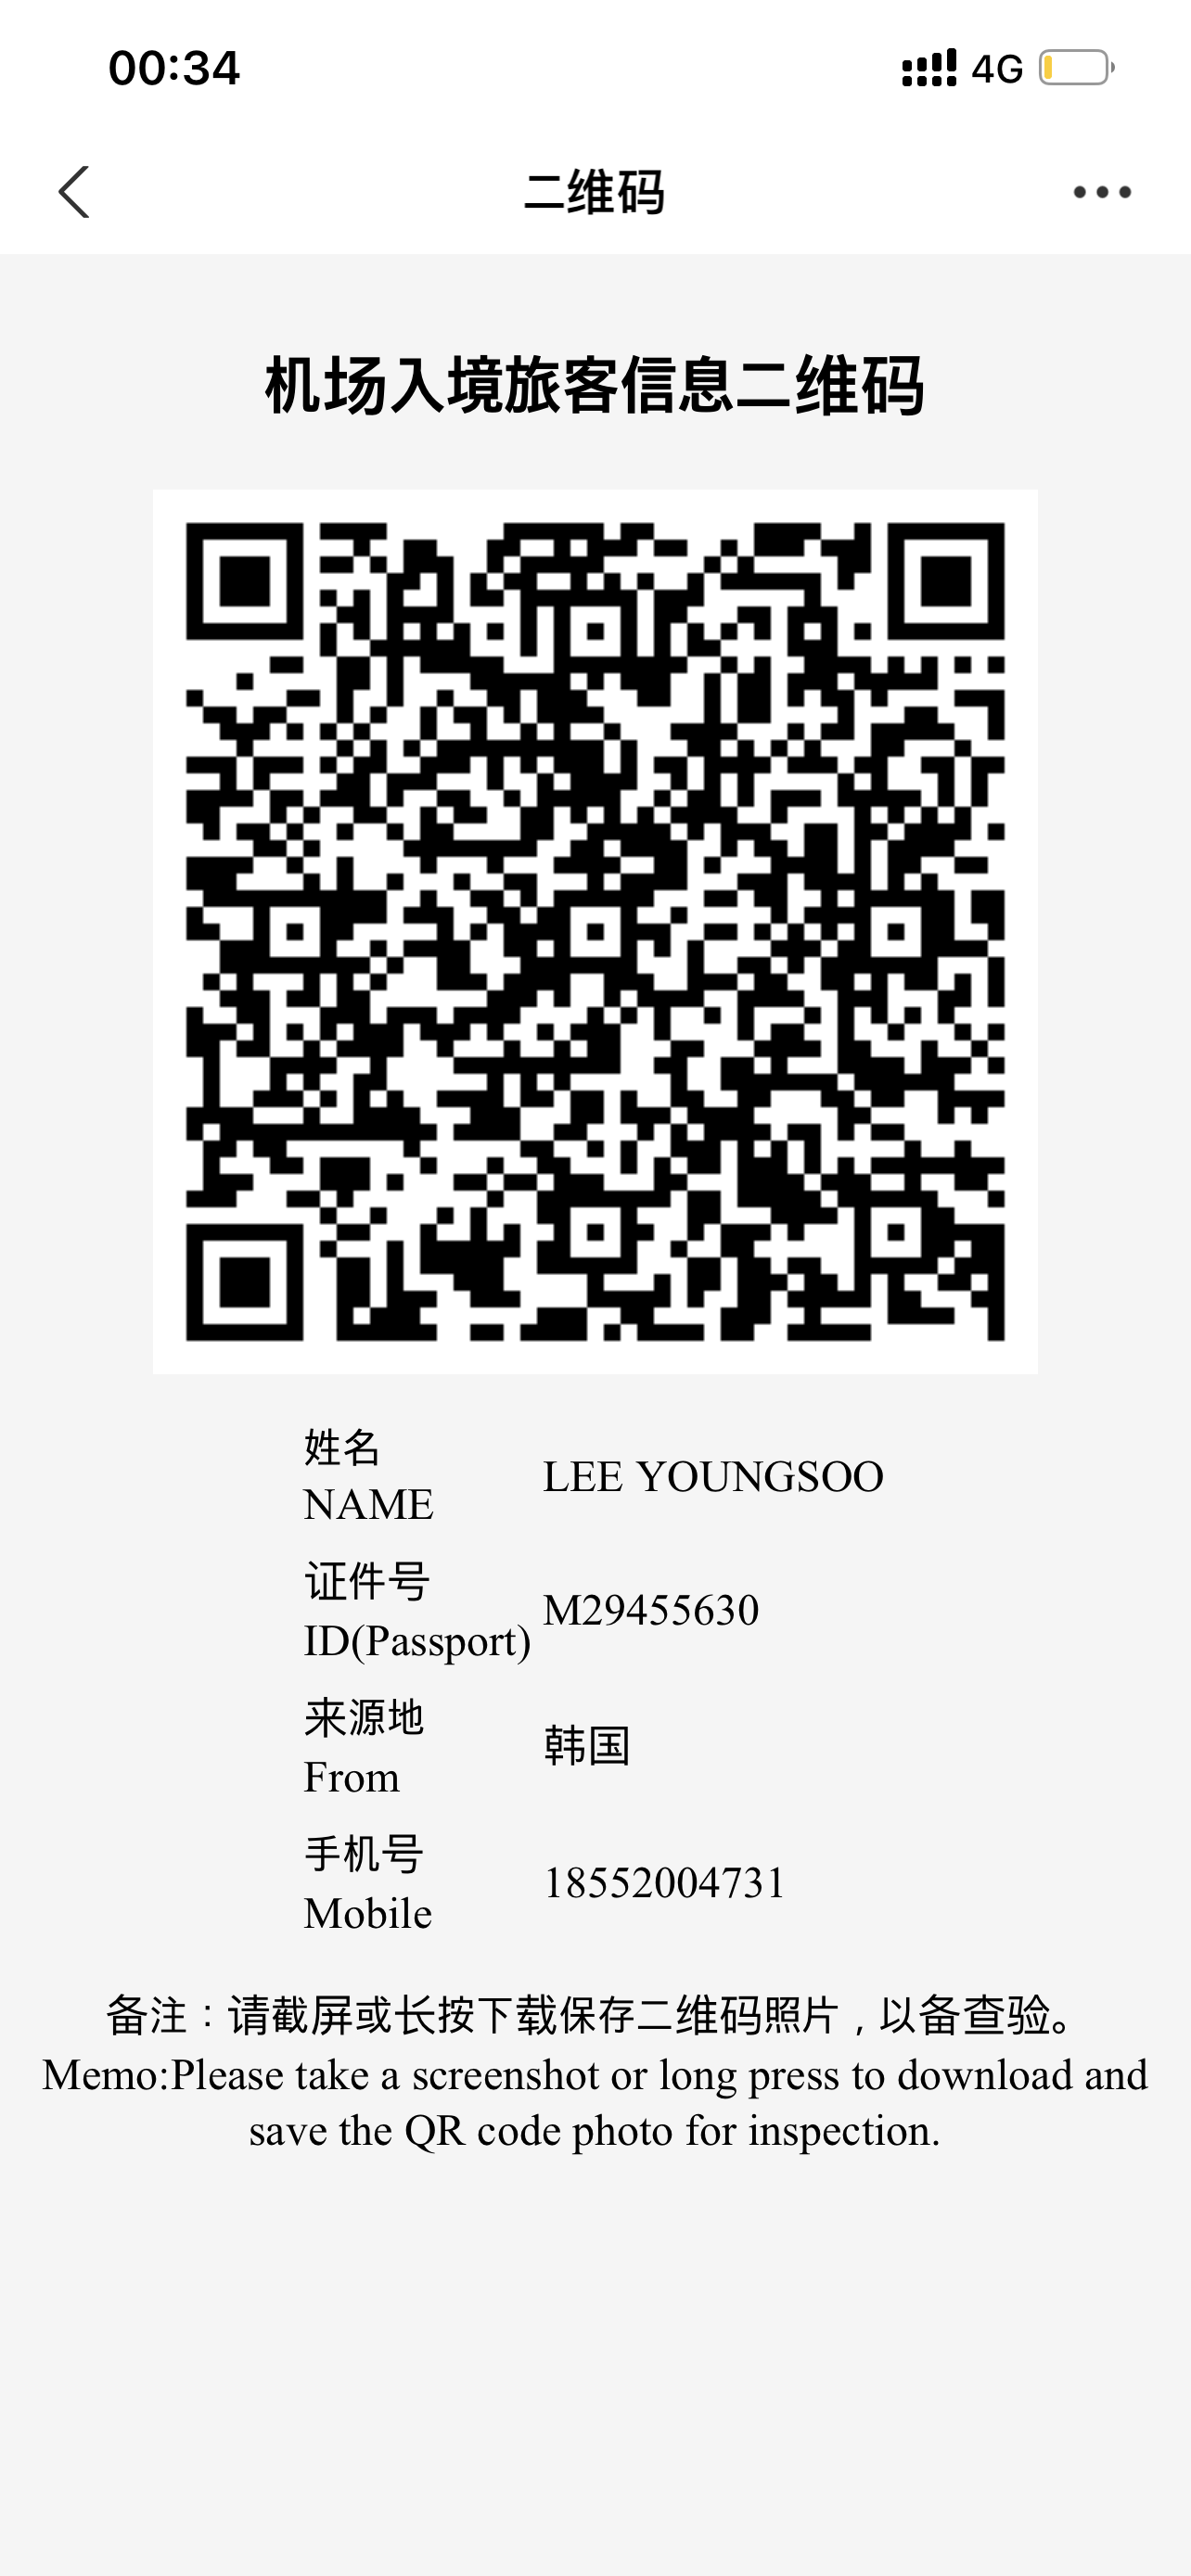 00:34
4G
二维码
机场入境旅客信息二维码
姓名
NAME
LEE YOUNGSOO
证件号
ID(Passport)
M29455630
来源地
From
韩国
手机号
Mobile
18552004731
备注：请截屏或长按下载保存二维码照片，以备查验。
Memo:Please take a screenshot or long press to download and
save the QR code photo for inspection.